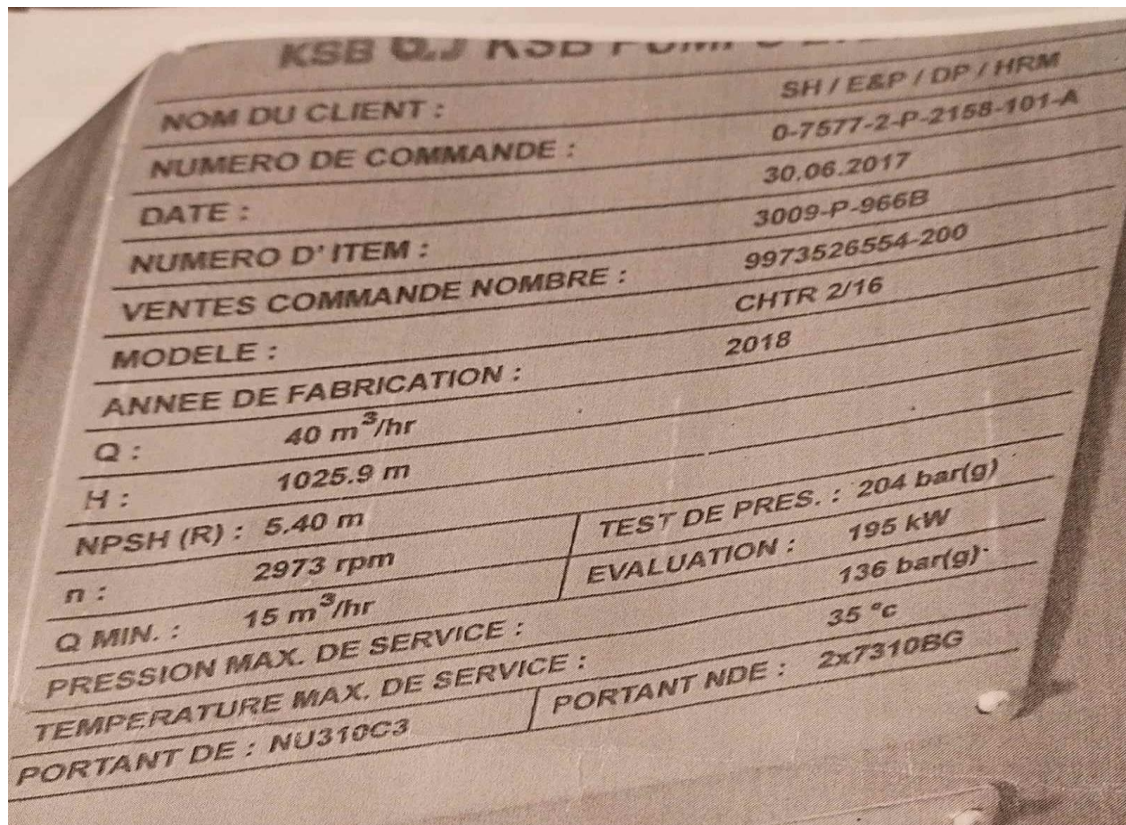 KSB KSB
NOM DU CLIENT : SH / E&P / DP / HRM
NUMERO DE COMMANDE : 0-7577-2-P-2158-101-A
DATE : 30.06.2017
NUMERO D' ITEM : 3009-P-966B
VENTES COMMANDE NOMBRE : 9973526554-200
MODELE : CHTR 2/16
ANNEE DE FABRICATION : 2018
Q : 40 m³/hr
H : 1025.9 m
NPSH (R) : 5.40 m TEST DE PRES. : 204 bar(g)
n : 2973 rpm EVALUATION : 195 kW
Q MIN. : 15 m³/hr
PRESSION MAX. DE SERVICE : 136 bar(g)
TEMPERATURE MAX. DE SERVICE : 35 °c
PORTANT DE : NU310C3 PORTANT NDE : 2x7310BG